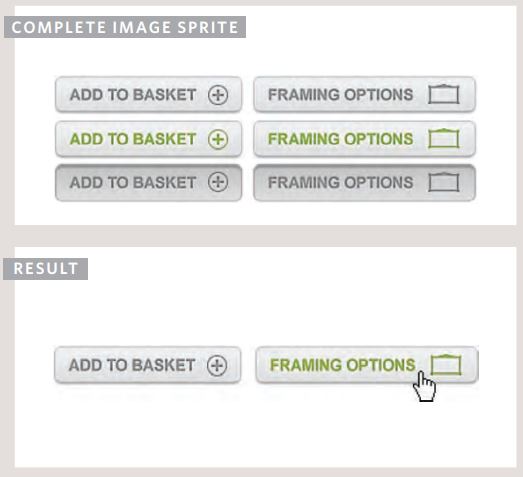 COMPLETE IMAGE SPRITE
ADD TO BASKET FRAMING OPTIONS
ADD TO BASKET FRAMING OPTIONS
ADD TO BASKET FRAMING OPTIONS
RESULT
ADD TO BASKET FRAMING OPTIONS